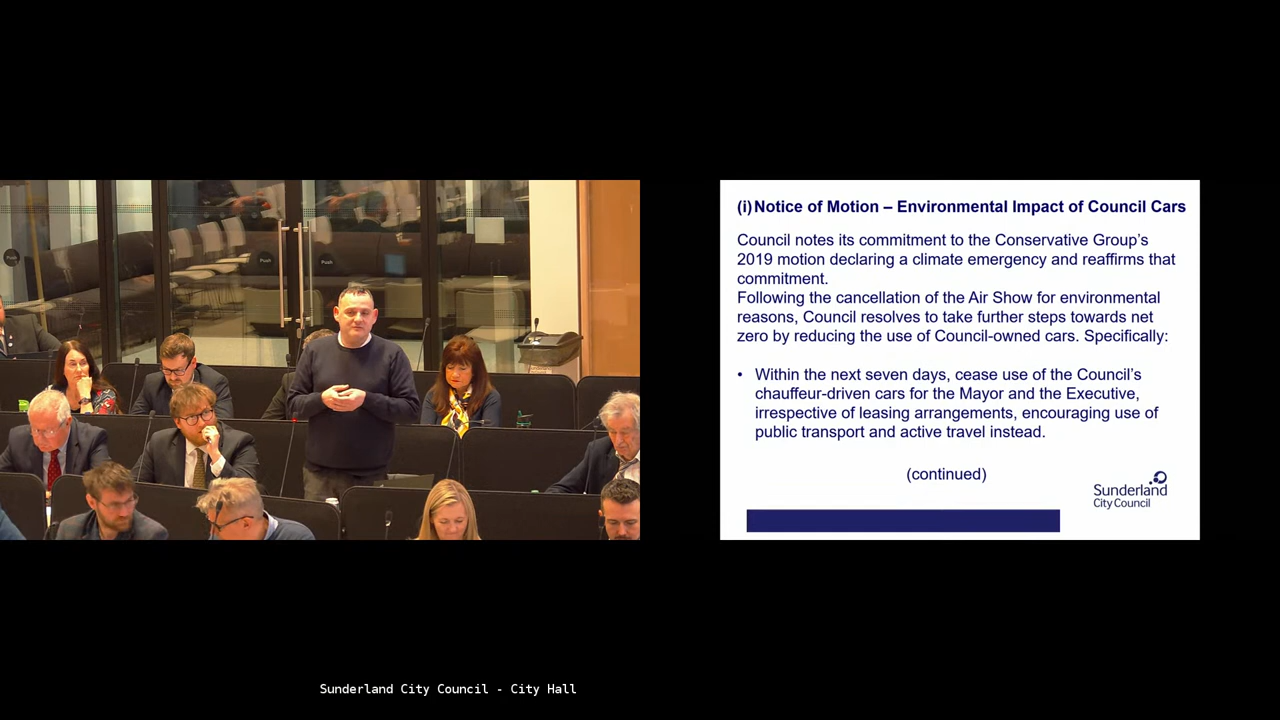 Push
Push
Push
(i) Notice of Motion – Environmental Impact of Council Cars
Council notes its commitment to the Conservative Group's
2019 motion declaring a climate emergency and reaffirms that
commitment.
Following the cancellation of the Air Show for environmental
reasons, Council resolves to take further steps towards net
zero by reducing the use of Council-owned cars. Specifically:
• Within the next seven days, cease use of the Council's
chauffeur-driven cars for the Mayor and the Executive,
irrespective of leasing arrangements, encouraging use of
public transport and active travel instead.
(continued)
Sunderland
City Council
Sunderland City Council - City Hall